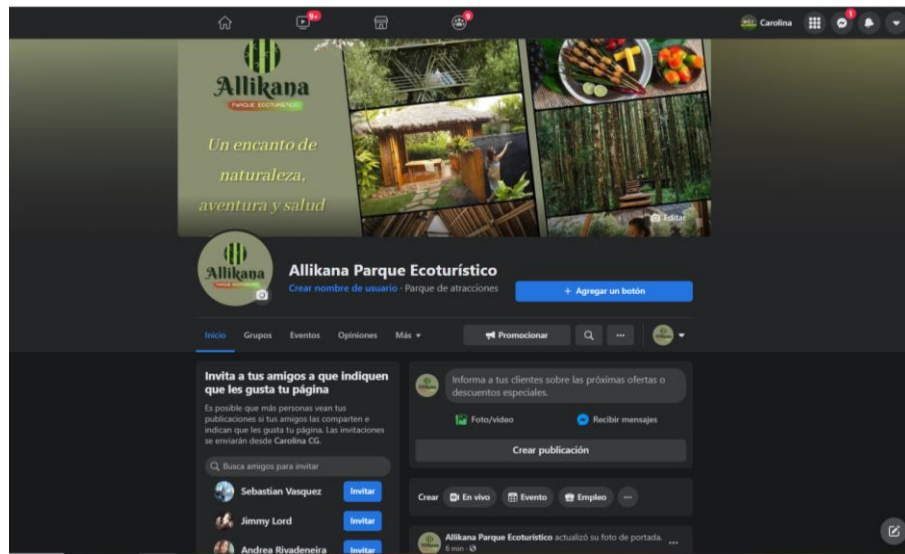 9+
9
Carolina
1
Allikana
PARQUE ECOTURÍSTICO
Un encanto de
naturaleza,
aventura y salud
Editar
Allikana
Allikana Parque Ecoturístico
Crear nombre de usuario · Parque de atracciones
+ Agregar un botón
Inicio Grupos Eventos Opiniones Más
Promocionar
Invita a tus amigos a que indiquen
que les gusta tu página
Es posible que más personas vean tus
publicaciones si tus amigos las comparten e
indican que les gusta tu página. Las invitaciones
se enviarán desde Carolina CG.
Busca amigos para invitar
Sebastian Vasquez Invitar
Jimmy Lord Invitar
Andrea Rivadeneira Invitar
Informa a tus clientes sobre las próximas ofertas o
descuentos especiales.
Foto/video Recibir mensajes
Crear publicación
Crear En vivo Evento Empleo
Allikana Parque Ecoturístico actualizó su foto de portada.
6 min ·